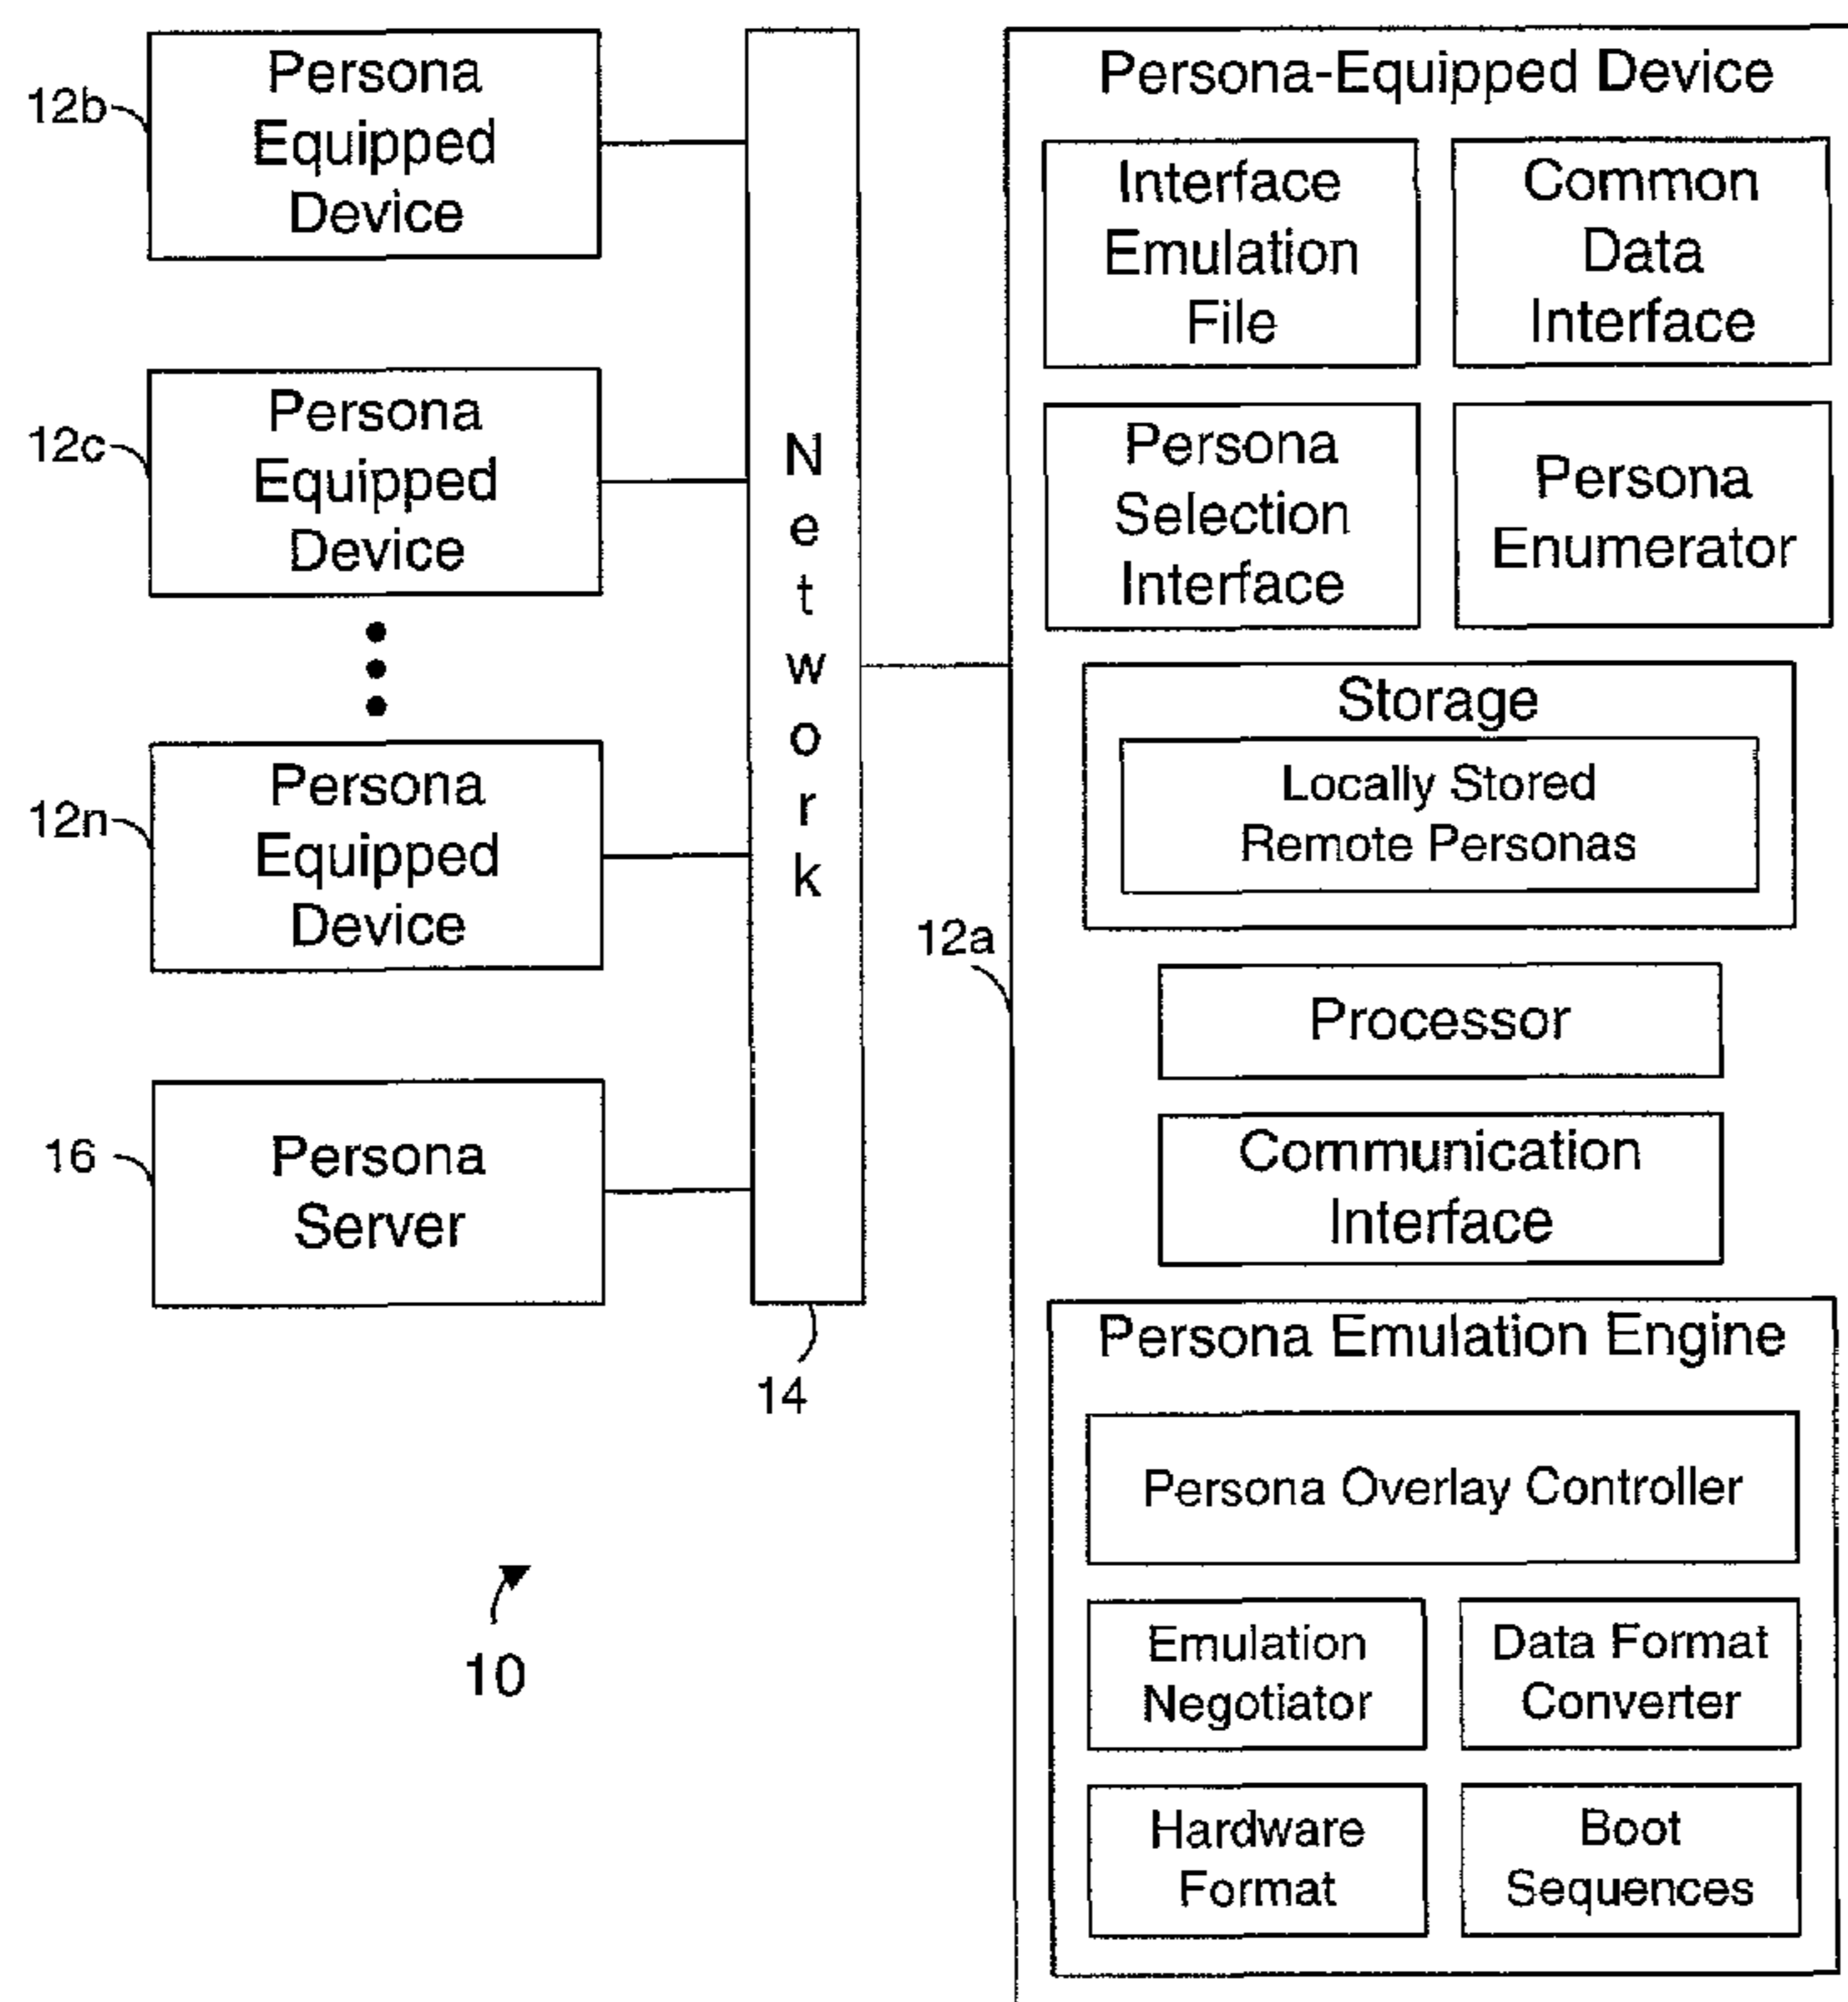 12b
Persona
Equipped
Device
12c
Persona
Equipped
Device
12n
Persona
Equipped
Device
16
Persona
Server
Network
14
10
12a
Persona-Equipped Device
Interface
Emulation
File
Common
Data
Interface
Persona
Selection
Interface
Persona
Enumerator
Storage
Locally Stored
Remote Personas
Processor
Communication
Interface
Persona Emulation Engine
Persona Overlay Controller
Emulation
Negotiator
Data Format
Converter
Hardware
Format
Boot
Sequences